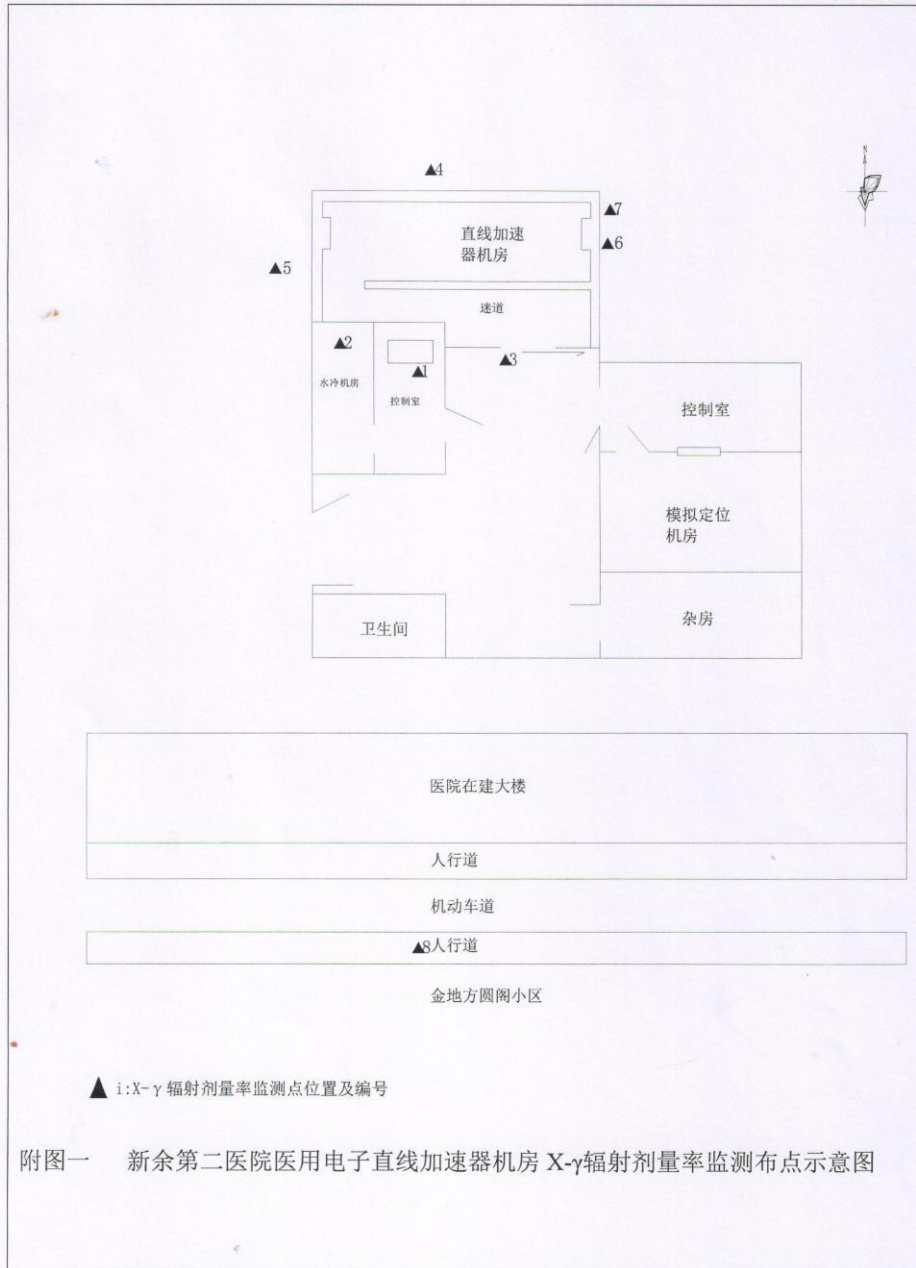 ▲4
N
▲7
直线加速
器机房
▲6
▲5
迷道
▲2
▲3
▲1
水冷机房
控制室
控制室
模拟定位
机房
杂房
卫生间
医院在建大楼
人行道
机动车道
▲8人行道
金地方圆阁小区
▲ i:X-γ辐射剂量率监测点位置及编号
附图一 新余第二医院医用电子直线加速器机房 X-γ辐射剂量率监测布点示意图